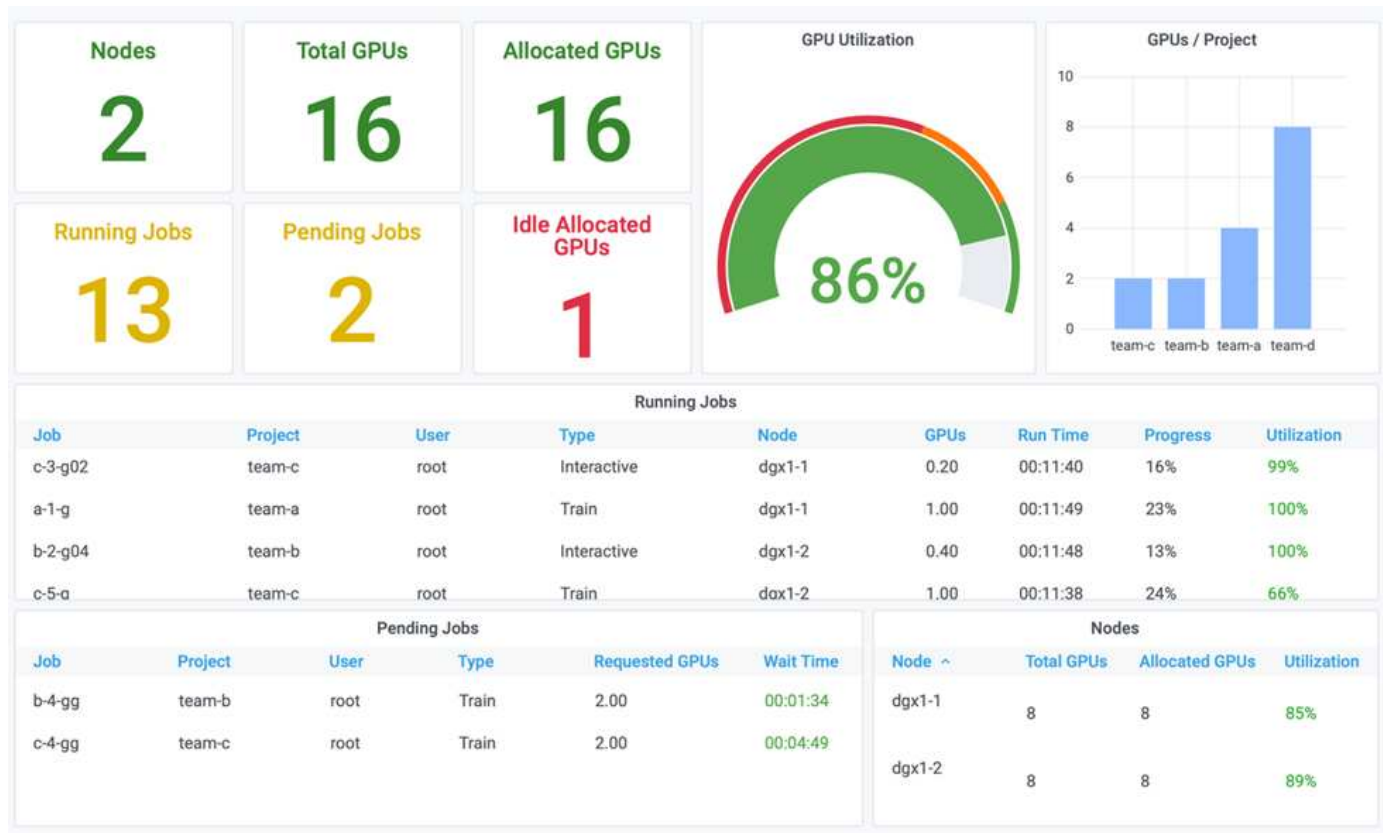 Nodes
2
Total GPUs
16
Allocated GPUs
16
Running Jobs
13
Pending Jobs
2
Idle Allocated
GPUs
1
GPU Utilization
86%
GPUs / Project
10
8
6
4
2
0
team-c team-b team-a team-d
Running Jobs
Job Project User Type Node GPUs Run Time Progress Utilization
c-3-g02 team-c root Interactive dgx1-1 0.20 00:11:40 16% 99%
a-1-g team-a root Train dgx1-1 1.00 00:11:49 23% 100%
b-2-g04 team-b root Interactive dgx1-2 0.40 00:11:48 13% 100%
c-5-g team-c root Train dgx1-2 1.00 00:11:38 24% 66%
Pending Jobs
Job Project User Type Requested GPUs Wait Time
b-4-gg team-b root Train 2.00 00:01:34
c-4-gg team-c root Train 2.00 00:04:49
Nodes
Node Total GPUs Allocated GPUs Utilization
dgx1-1 8 8 85%
dgx1-2 8 8 89%